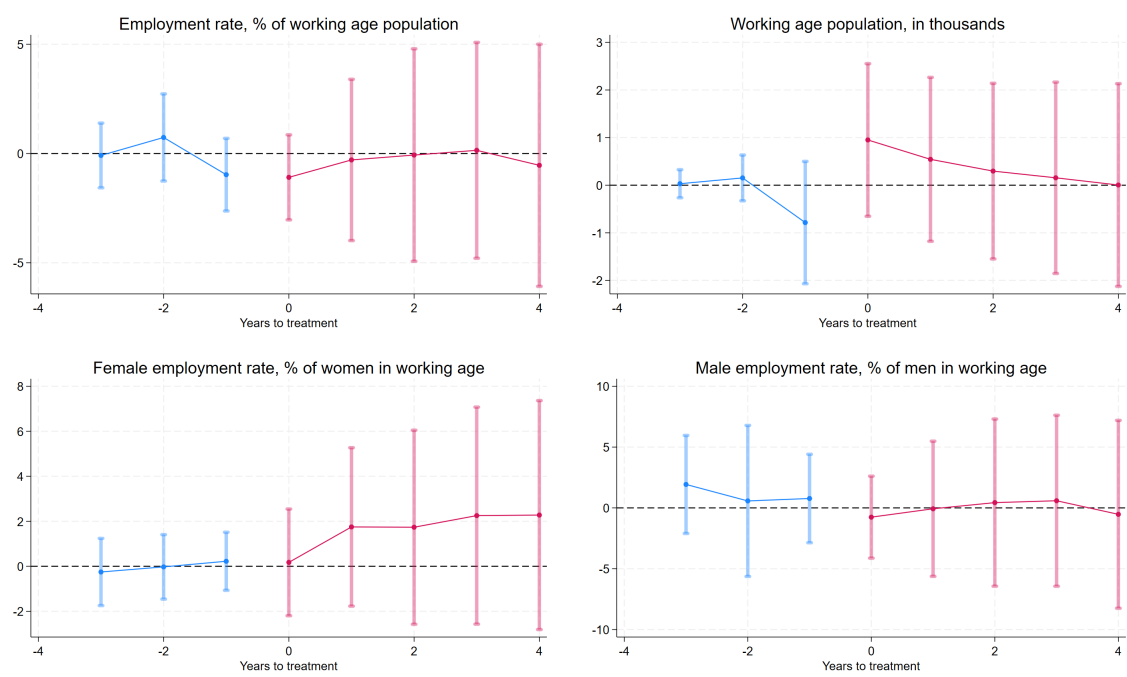 Employment rate, % of working age population
5
0
-5
-4 -2 0 2 4
Years to treatment
Working age population, in thousands
3
2
1
0
-1
-2
-4 -2 0 2 4
Years to treatment
Female employment rate, % of women in working age
8
6
4
2
0
-2
-4 -2 0 2 4
Years to treatment
Male employment rate, % of men in working age
10
5
0
-5
-10
-4 -2 0 2 4
Years to treatment